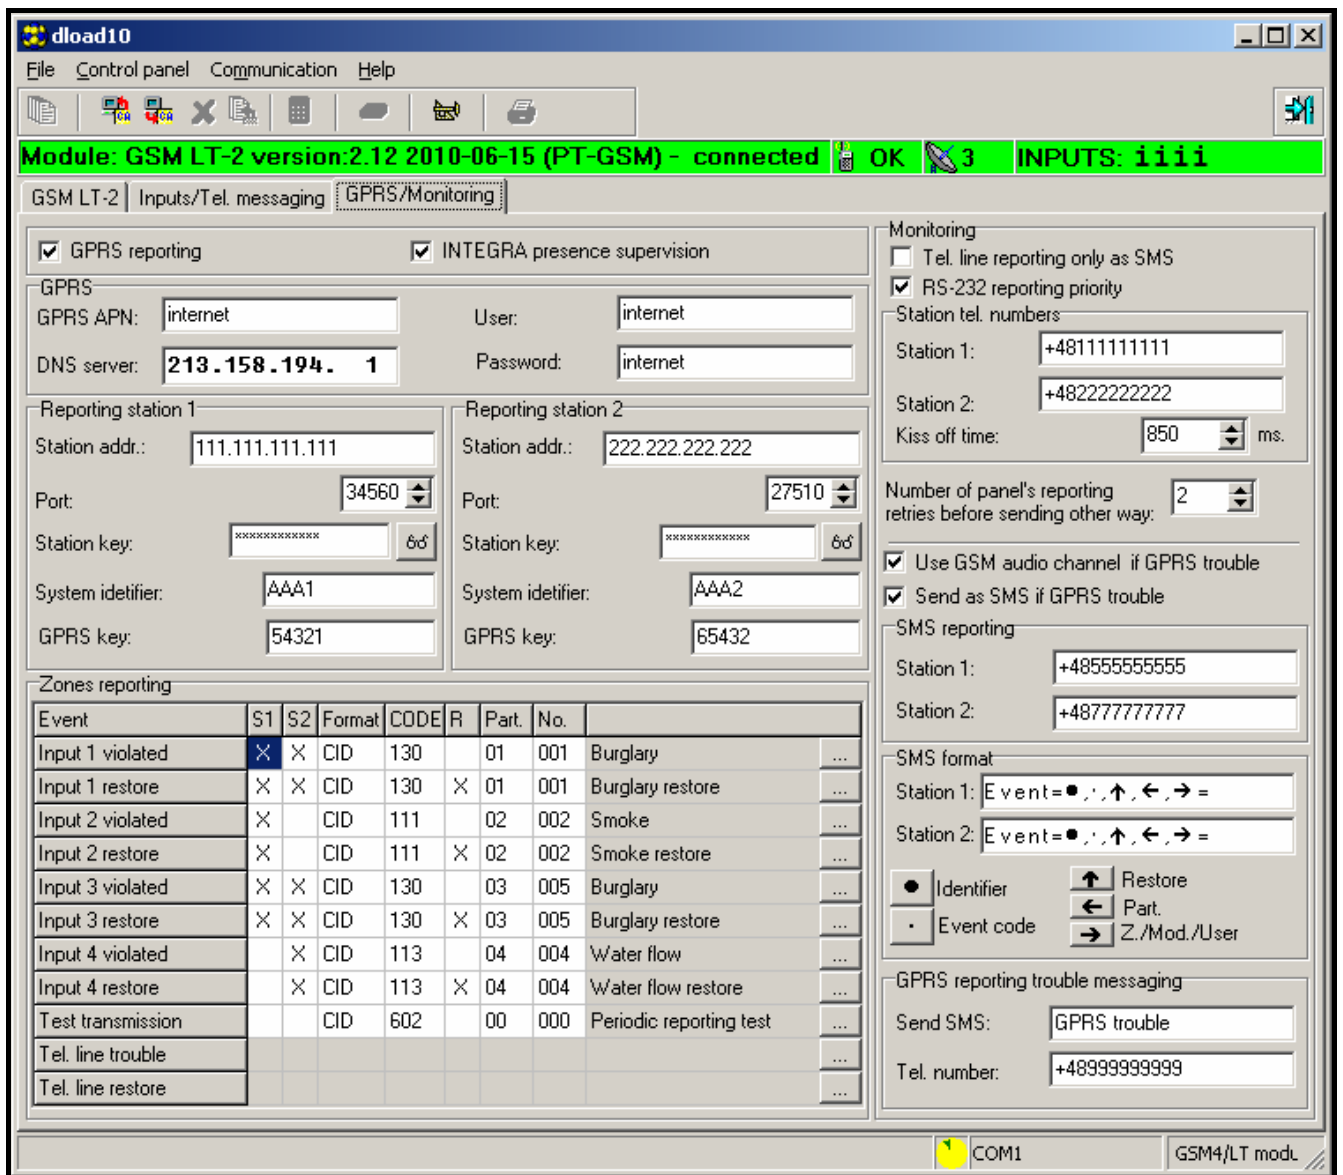 dload10
File Control panel Communication Help
Module: GSM LT-2 version:2.12 2010-06-15 (PT-GSM) - connected OK 3 INPUTS: iiii
GSM LT-2 Inputs/Tel. messaging GPRS/Monitoring
GPRS reporting INTEGRA presence supervision
GPRS
GPRS APN: internet User: internet
DNS server: 213.158.194. 1 Password: internet
Reporting station 1
Station addr.: 111.111.111.111
Port: 34560
Station key: ************
System idetifier: AAA1
GPRS key: 54321
Reporting station 2
Station addr.: 222.222.222.222
Port: 27510
Station key: ************
System idetifier: AAA2
GPRS key: 65432
Zones reporting
Event S1 S2 Format CODE R Part. No.
Input 1 violated X X CID 130 01 001 Burglary ...
Input 1 restore X X CID 130 X 01 001 Burglary restore ...
Input 2 violated X CID 111 02 002 Smoke ...
Input 2 restore X CID 111 X 02 002 Smoke restore ...
Input 3 violated X X CID 130 03 005 Burglary ...
Input 3 restore X X CID 130 X 03 005 Burglary restore ...
Input 4 violated X CID 113 04 004 Water flow ...
Input 4 restore X CID 113 X 04 004 Water flow restore ...
Test transmission CID 602 00 000 Periodic reporting test ...
Tel. line trouble ...
Tel. line restore ...
Monitoring
Tel. line reporting only as SMS
RS-232 reporting priority
Station tel. numbers
Station 1: +48111111111
Station 2: +48222222222
Kiss off time: 850 ms.
Number of panel's reporting
retries before sending other way: 2
Use GSM audio channel if GPRS trouble
Send as SMS if GPRS trouble
SMS reporting
Station 1: +48555555555
Station 2: +48777777777
SMS format
Station 1: Event=●,·,↑,←,→=
Station 2: Event=●,·,↑,←,→=
● Identifier ↑ Restore
· Event code ← Part.
→ Z./Mod./User
GPRS reporting trouble messaging
Send SMS: GPRS trouble
Tel. number: +48999999999
COM1 GSM4/LT modu